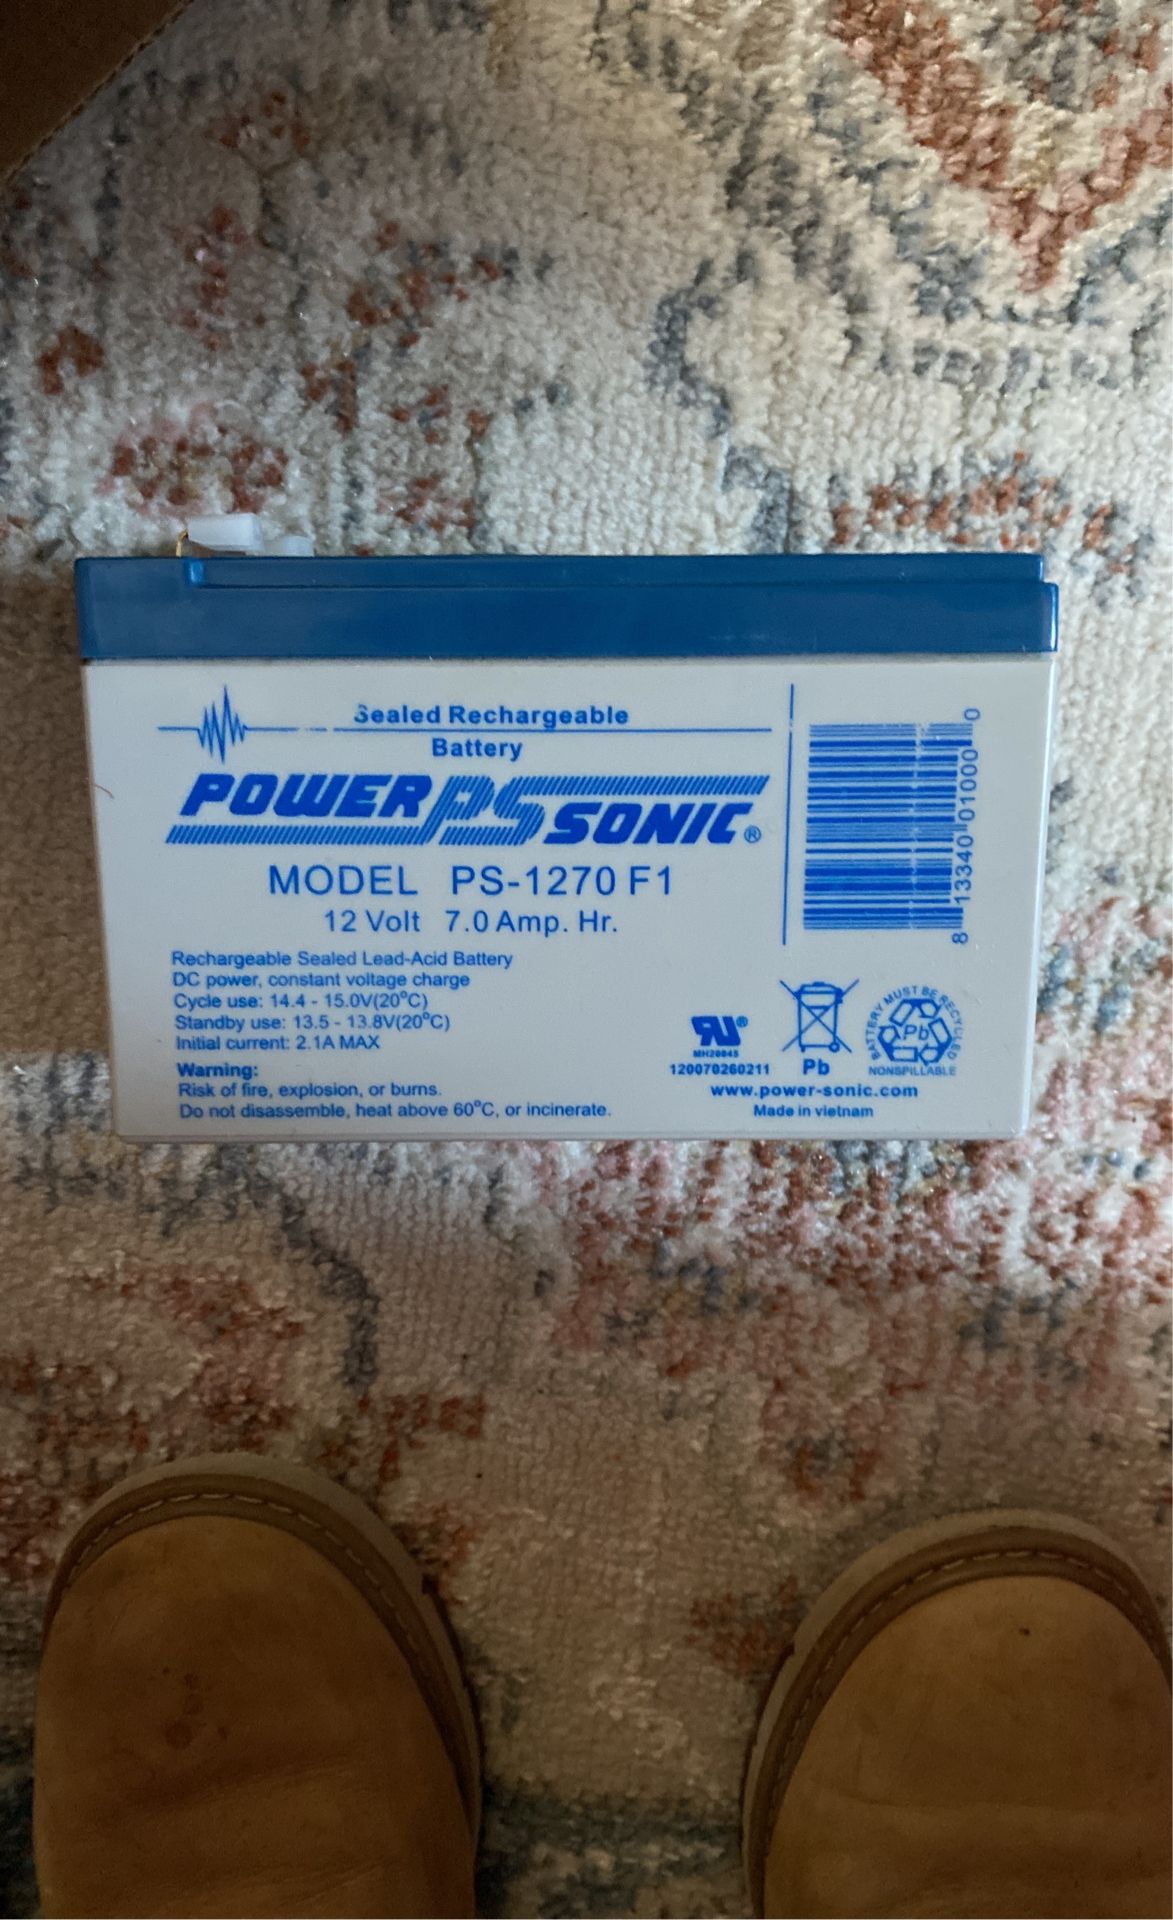 Sealed Rechargeable
Battery
POWER PS SONIC®
MODEL PS-1270 F1
12 Volt 7.0 Amp. Hr.
Rechargeable Sealed Lead-Acid Battery
DC power, constant voltage charge
Cycle use: 14.4 - 15.0V(20°C)
Standby use: 13.5 - 13.8V(20°C)
Initial current: 2.1A MAX
Warning:
Risk of fire, explosion, or burns.
Do not disassemble, heat above 60°C, or incinerate.
8 13340 01000 0
RU®
MH20845
120070260211
Pb
BATTERY MUST BE RECYCLED
Pb
NONSPILLABLE
www.power-sonic.com
Made in vietnam